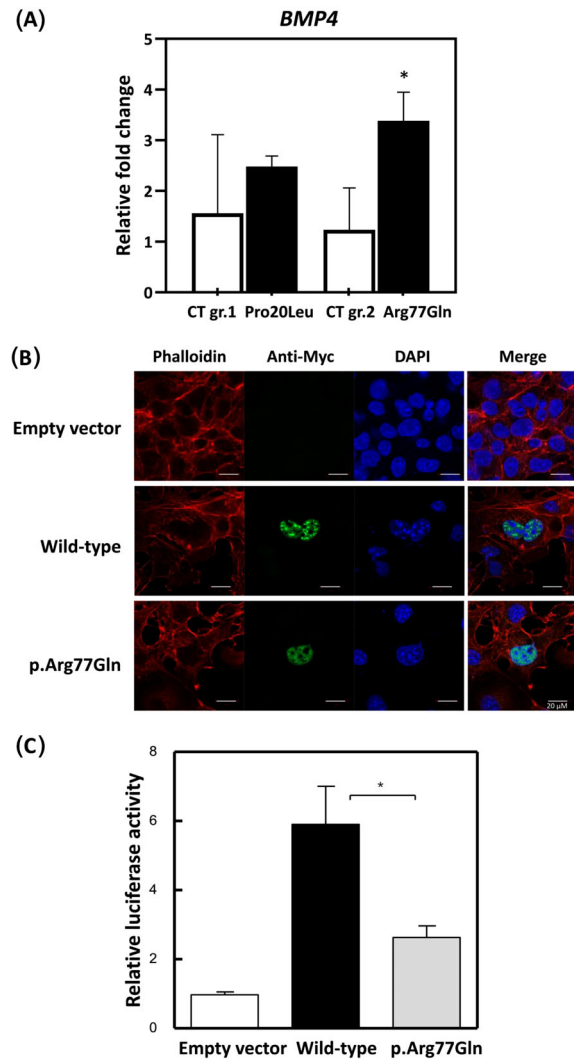 (A)
BMP4
Relative fold change
5
4
3
2
1
0
*
CT gr.1 Pro20Leu CT gr.2 Arg77Gln
(B)
Phalloidin Anti-Myc DAPI Merge
Empty vector
Wild-type
p.Arg77Gln
20 µM
(C)
Relative luciferase activity
8
6
4
2
0
*
Empty vector Wild-type p.Arg77Gln